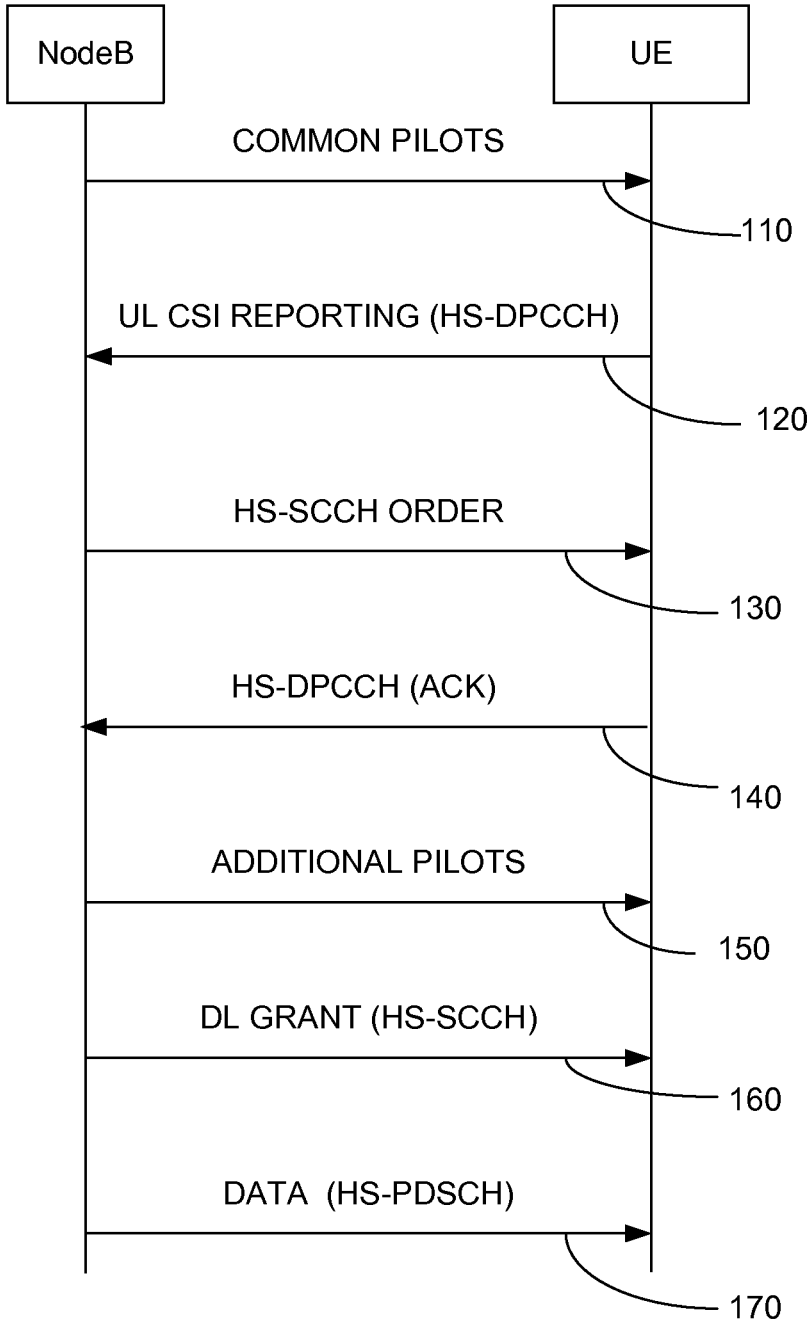 NodeB
UE
COMMON PILOTS
110
UL CSI REPORTING (HS-DPCCH)
120
HS-SCCH ORDER
130
HS-DPCCH (ACK)
140
ADDITIONAL PILOTS
150
DL GRANT (HS-SCCH)
160
DATA (HS-PDSCH)
170